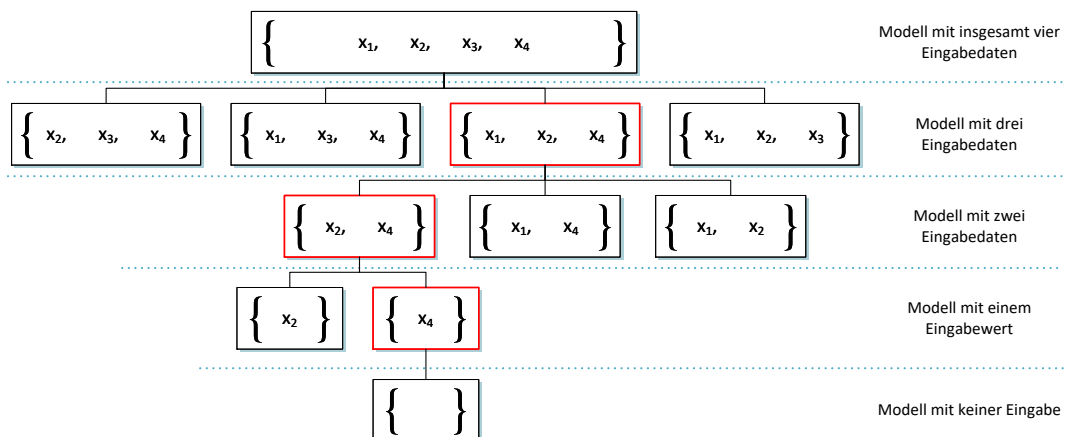 { x₁, x₂, x₃, x₄ }
Modell mit insgesamt vier
Eingabedaten
{ x₂, x₃, x₄ } { x₁, x₃, x₄ } { x₁, x₂, x₄ } { x₁, x₂, x₃ }
Modell mit drei
Eingabedaten
{ x₂, x₄ } { x₁, x₄ } { x₁, x₂ }
Modell mit zwei
Eingabedaten
{ x₂ } { x₄ }
Modell mit einem
Eingabewert
{ }
Modell mit keiner Eingabe